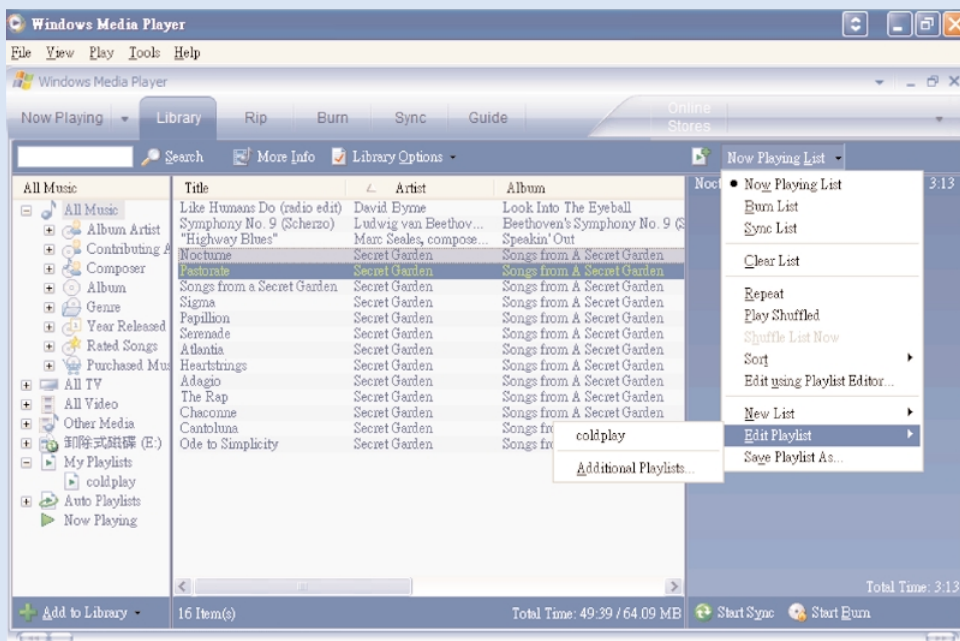 Windows Media Player
File View Play Tools Help
Windows Media Player
Now Playing Library Rip Burn Sync Guide Online Stores
Search More Info Library Options Now Playing List
All Music
All Music
Album Artist
Contributing A
Composer
Album
Genre
Year Released
Rated Songs
Purchased Mus
All TV
All Video
Other Media
卸除式磁碟 (E:)
My Playlists
coldplay
Auto Playlists
Now Playing
Add to Library
Title Artist Album
Like Humans Do (radio edit) David Byrne Look Into The Eyeball
Symphony No. 9 (Scherzo) Ludwig van Beethov... Beethoven's Symphony No. 9 (S
"Highway Blues" Marc Seales, compose... Speakin' Out
Nocturne Secret Garden Songs from A Secret Garden
Pastorate Secret Garden Songs from A Secret Garden
Songs from a Secret Garden Secret Garden Songs from A Secret Garden
Sigma Secret Garden Songs from A Secret Garden
Papillion Secret Garden Songs from A Secret Garden
Serenade Secret Garden Songs from A Secret Garden
Atlantia Secret Garden Songs from A Secret Garden
Heartstrings Secret Garden Songs from A Secret Garden
Adagio Secret Garden Songs from A Secret Garden
The Rap Secret Garden Songs from A Secret Garden
Chaconne Secret Garden Songs from A Secret Garden
Cantoluna Secret Garden Songs fr
Ode to Simplicity Secret Garden Songs fr
16 Item(s) Total Time: 49:39 / 64.09 MB
Noct 3:13
Now Playing List
Burn List
Sync List
Clear List
Repeat
Play Shuffled
Shuffle List Now
Sort
Edit using Playlist Editor...
New List
Edit Playlist
Save Playlist As...
coldplay
Additional Playlists...
Total Time: 3:13
Start Sync Start Burn